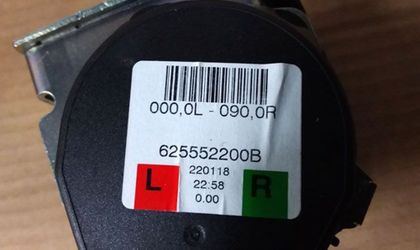 000,0L - 090,0R
625552200B
L 220118 R
22:58
0.00